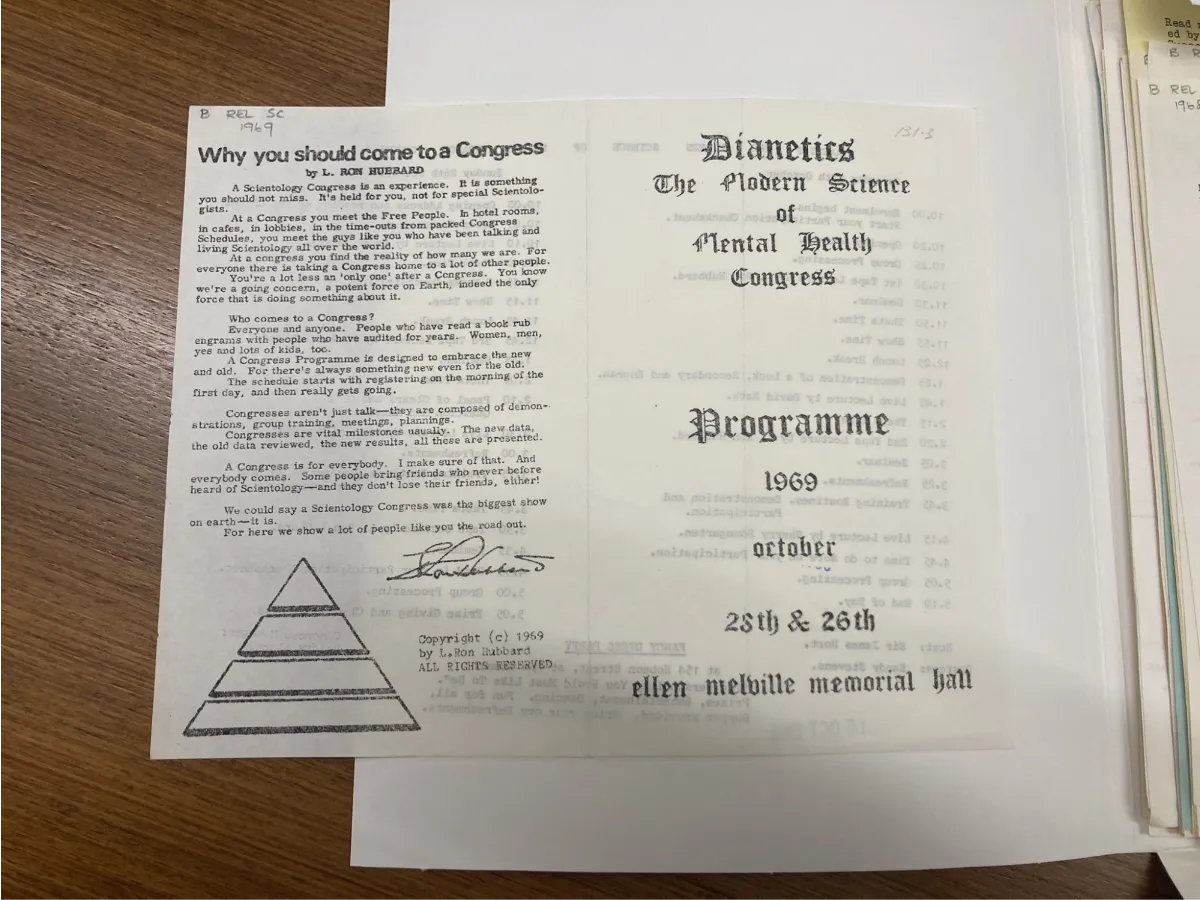 B REL SC
1969
Why you should come to a Congress
by L. RON HUBBARD
A Scientology Congress is an experience. It is something
you should not miss. It's held for you, not for special Scientolo-
gists.
At a Congress you meet the Free People. In hotel rooms,
in cafes, in lobbies, in the time-outs from packed Congress
Schedules, you meet the guys like you who have been talking and
living Scientology all over the world.
At a congress you find the reality of how many we are. For
everyone there is taking a Congress home to a lot of other people.
You're a lot less an 'only one' after a Congress. You know
we're a going concern, a potent force on Earth, indeed the only
force that is doing something about it.
Who comes to a Congress?
Everyone and anyone. People who have read a book rub
engrams with people who have audited for years. Women, men,
yes and lots of kids, too.
A Congress Programme is designed to embrace the new
and old. For there's always something new even for the old.
The schedule starts with registering on the morning of the
first day, and then really gets going.
Congresses aren't just talk—they are composed of demon-
strations, group training, meetings, plannings.
Congresses are vital milestones usually. The new data,
the old data reviewed, the new results, all these are presented.
A Congress is for everybody. I make sure of that. And
everybody comes. Some people bring friends who never before
heard of Scientology—and they don't lose their friends, either!
We could say a Scientology Congress was the biggest show
on earth—it is.
For here we show a lot of people like you the road out.
L Ron Hubbard
Copyright (c) 1969
by L.Ron Hubbard
ALL RIGHTS RESERVED
131.3
Dianetics
The Modern Science
of
Mental Health
Congress
Programme
1969
october
25th & 26th
ellen melville memorial hall
Read
ed by
B R
B REL